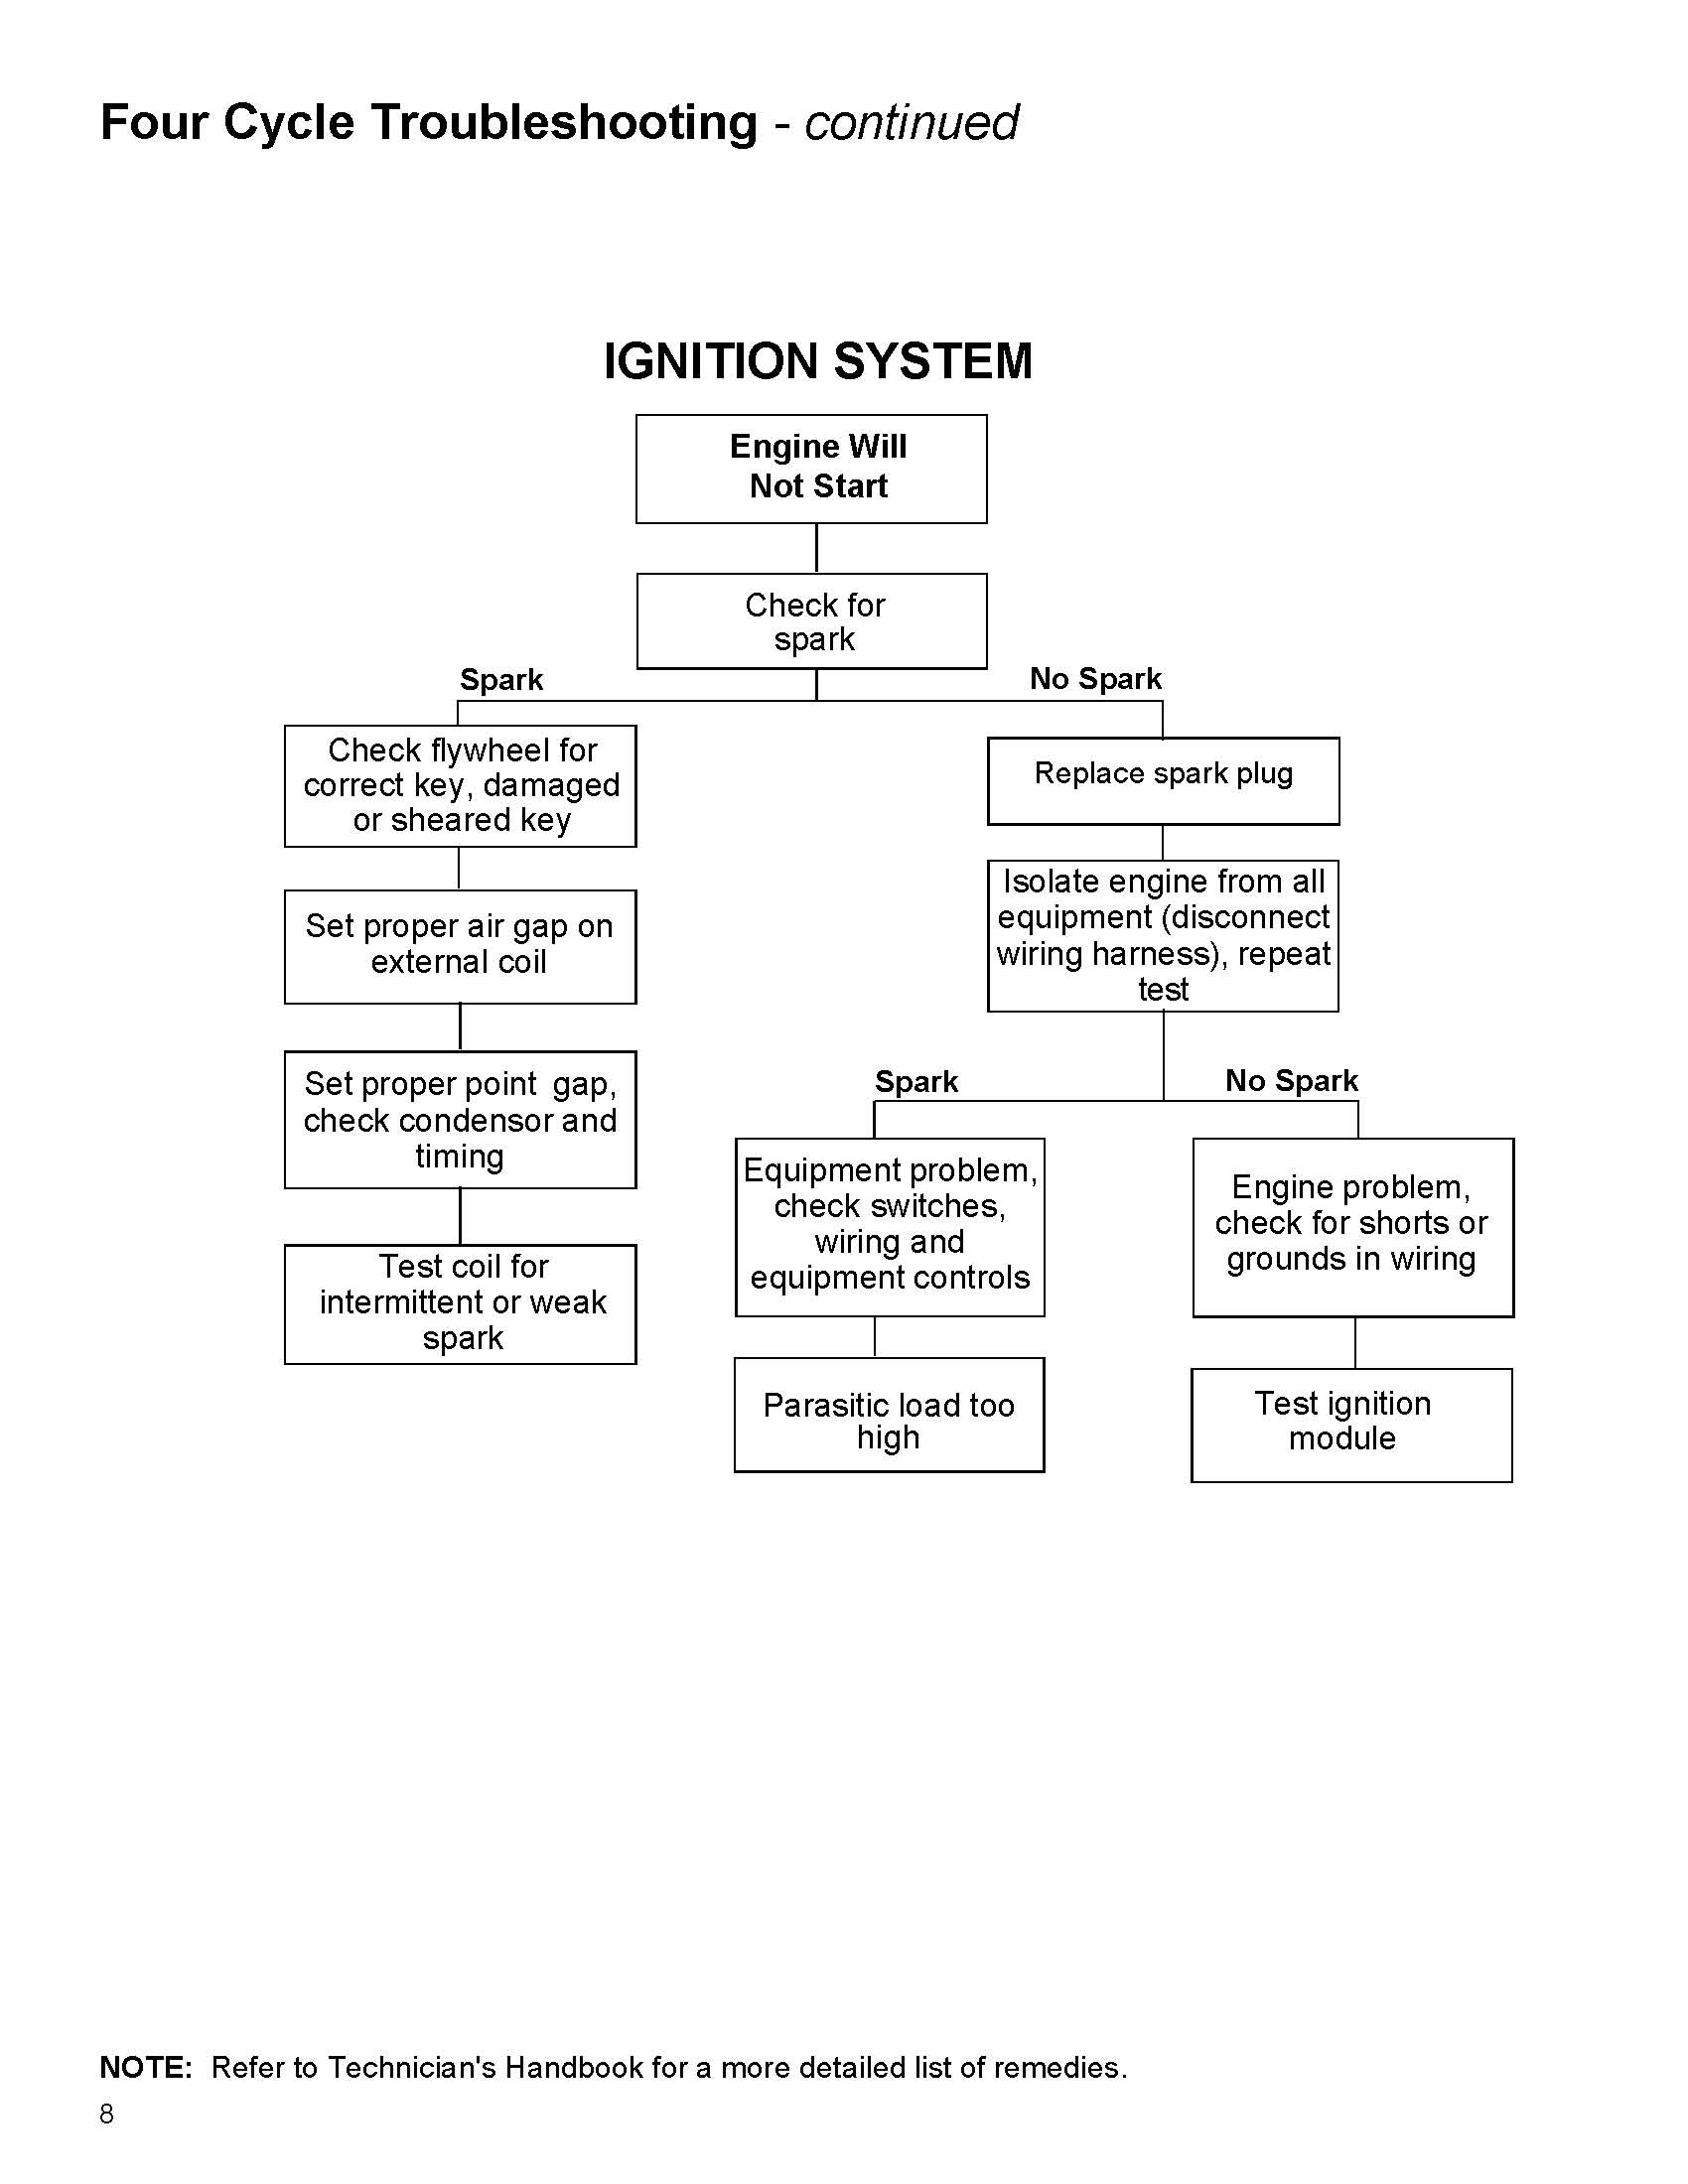 Four Cycle Troubleshooting - continued
IGNITION SYSTEM
Engine Will
Not Start
Check for
spark
Spark
No Spark
Check flywheel for
correct key, damaged
or sheared key
Set proper air gap on
external coil
Set proper point gap,
check condensor and
timing
Test coil for
intermittent or weak
spark
Replace spark plug
Isolate engine from all
equipment (disconnect
wiring harness), repeat
test
Spark
No Spark
Equipment problem,
check switches,
wiring and
equipment controls
Parasitic load too
high
Engine problem,
check for shorts or
grounds in wiring
Test ignition
module
NOTE: Refer to Technician's Handbook for a more detailed list of remedies.
8